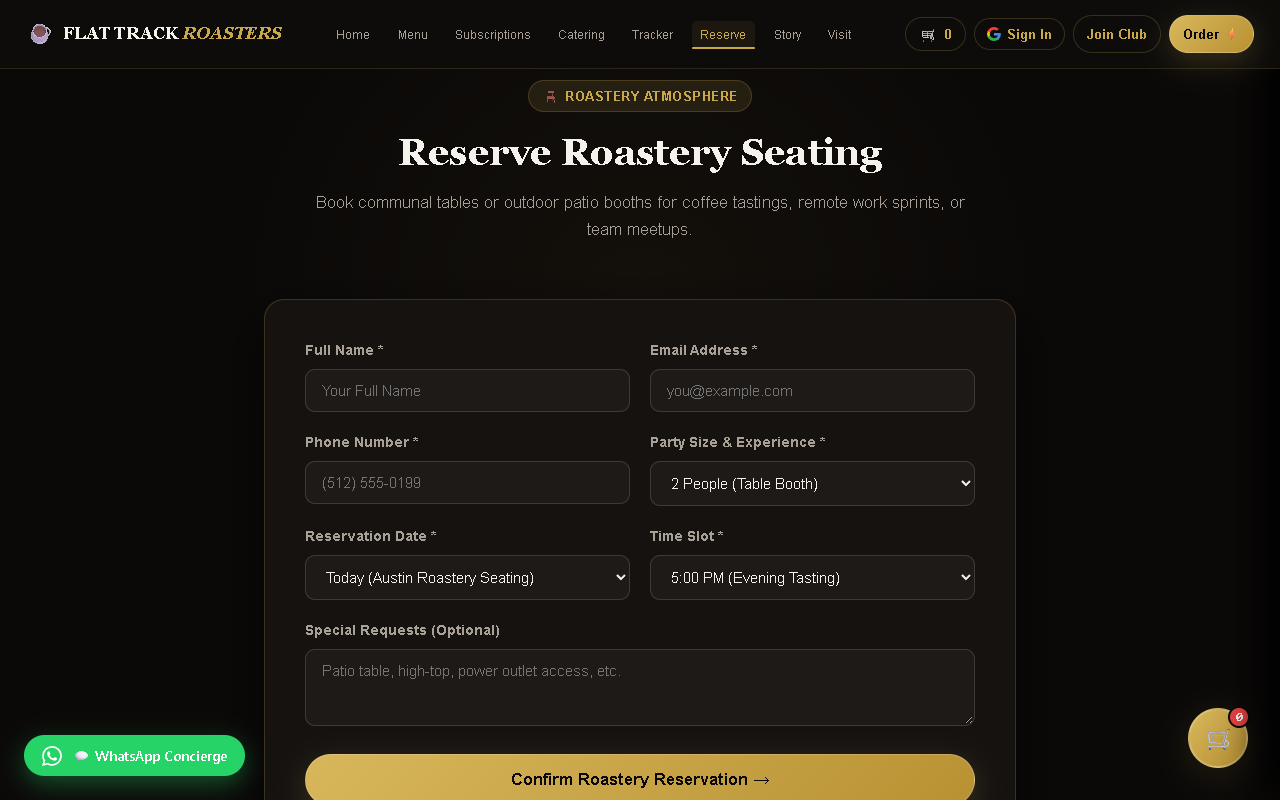 FLAT TRACK ROASTERS
Home
Menu
Subscriptions
Catering
Tracker
Reserve
Story
Visit
0
Sign In
Join Club
Order
ROASTERY ATMOSPHERE
Reserve Roastery Seating
Book communal tables or outdoor patio booths for coffee tastings, remote work sprints, or
team meetups.
Full Name *
Email Address *
Your Full Name
you@example.com
Phone Number *
Party Size & Experience *
(512) 555-0199
2 People (Table Booth)
Reservation Date *
Time Slot *
Today (Austin Roastery Seating)
5:00 PM (Evening Tasting)
Special Requests (Optional)
Patio table, high-top, power outlet access, etc.
0
WhatsApp Concierge
Confirm Roastery Reservation →